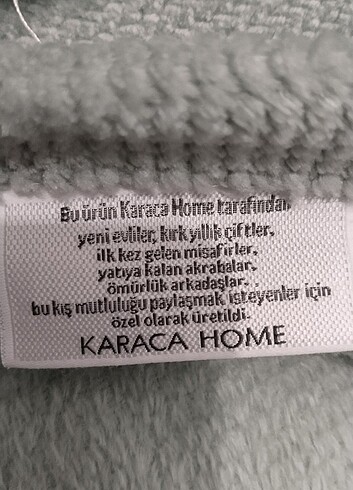 Bu ürün Karaca Home tarafından
yeni evliler, kırk yıllık çiftler,
ilk kez gelen misafirler,
yatıya kalan akrabalar,
ömürlük arkadaşlar,
bu kış mutluluğu paylaşmak isteyenler için
özel olarak üretildi.
KARACA HOME